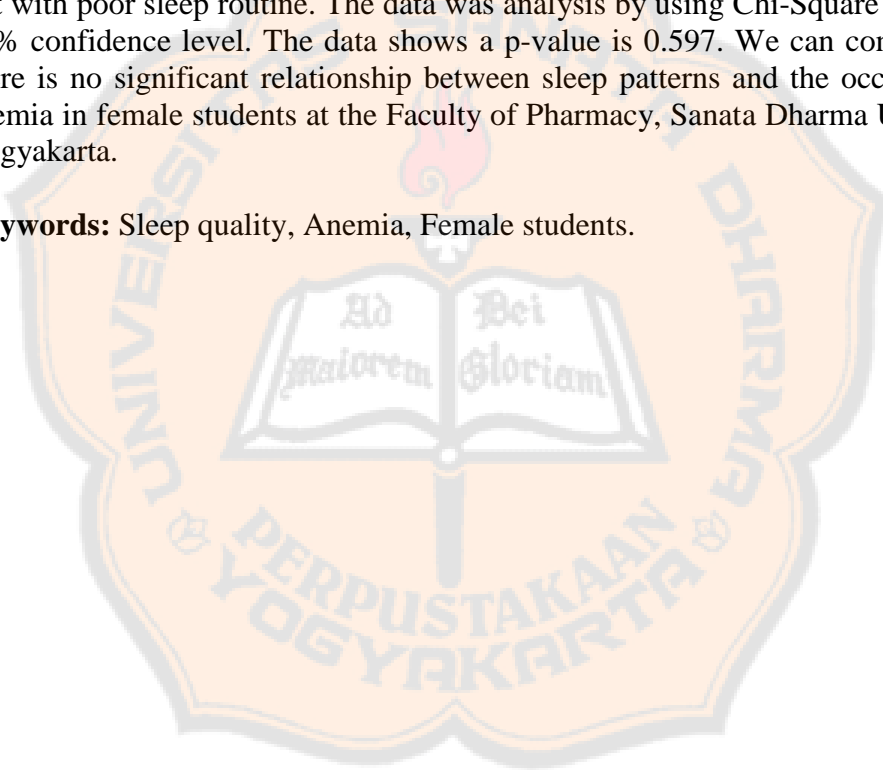 t with poor sleep routine. The data was analysis by using Chi-Square
% confidence level. The data shows a p-value is 0.597. We can con
re is no significant relationship between sleep patterns and the occ
emia in female students at the Faculty of Pharmacy, Sanata Dharma U
gyakarta.
ywords: Sleep quality, Anemia, Female students.
UNIVERSITAS SANATA DHARMA
Ad
Maiorem
Dei
Gloriam
PERPUSTAKAAN
YOGYAKARTA